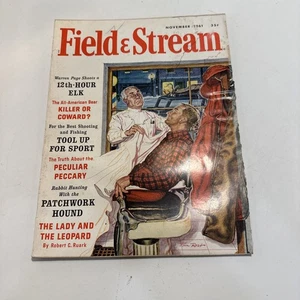 NOVEMBER · 1961
Field & Stream
Warren Page Shoots a
12th-HOUR
ELK
The All-American Bear
KILLER OR
COWARD?
For the Best Shooting
and Fishing
TOOL UP
FOR SPORT
The Truth About the
PECULIAR
PECCARY
Rabbit Hunting
With the
PATCHWORK
HOUND
THE LADY AND
THE LEOPARD
By Robert C. Ruark